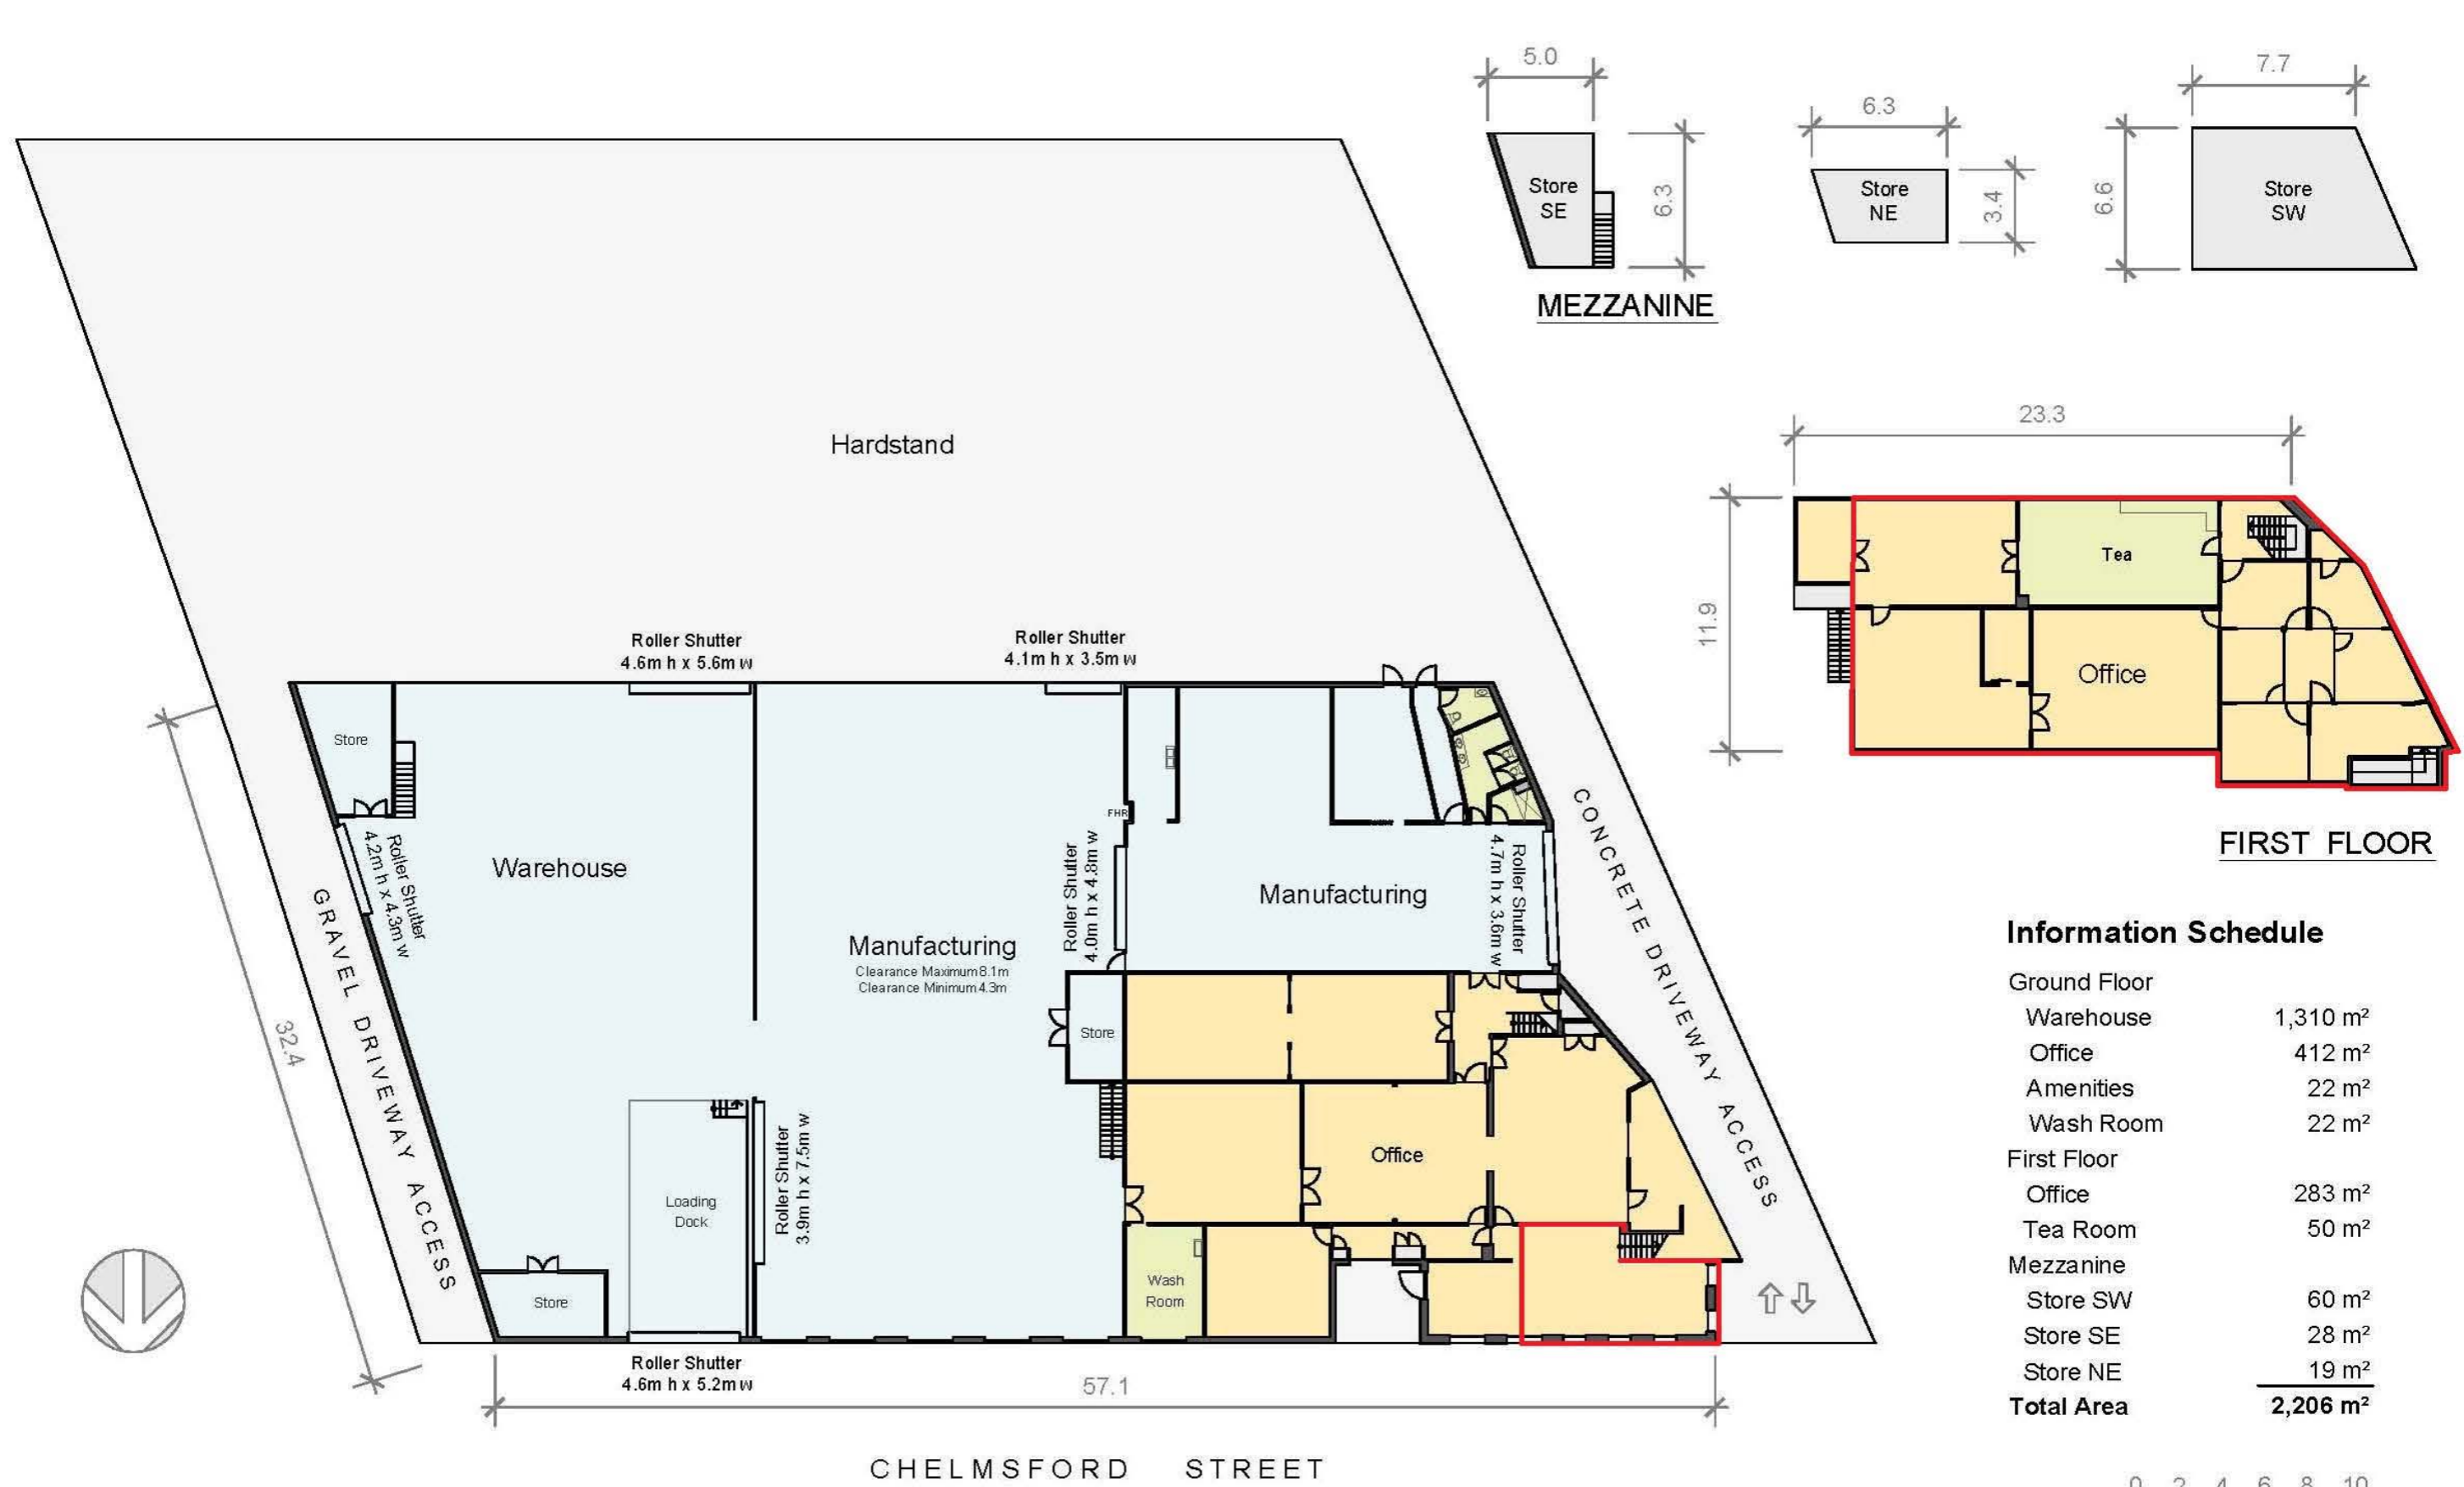 5.0
7.7
6.3
Store
SE
6.3
Store
NE
3.4
6.6
Store
SW
MEZZANINE
Hardstand
23.3
11.9
Tea
Office
FIRST FLOOR
Roller Shutter
4.6m h x 5.6m w
Roller Shutter
4.1m h x 3.5m w
Store
Roller Shutter
4.2m h x 4.3m w
Warehouse
FHR
Roller Shutter
4.0m h x 4.8m w
Manufacturing
Roller Shutter
4.7m h x 3.6m w
CONCRETE DRIVEWAY ACCESS
GRAVEL DRIVEWAY ACCESS
32.4
Manufacturing
Clearance Maximum 8.1m
Clearance Minimum 4.3m
Store
Office
Roller Shutter
3.9m h x 7.5m w
Loading
Dock
Store
Wash
Room
Roller Shutter
4.6m h x 5.2m w
57.1
CHELMSFORD STREET
Information Schedule
Ground Floor
Warehouse 1,310 m²
Office 412 m²
Amenities 22 m²
Wash Room 22 m²
First Floor
Office 283 m²
Tea Room 50 m²
Mezzanine
Store SW 60 m²
Store SE 28 m²
Store NE 19 m²
Total Area 2,206 m²
0 2 4 6 8 10